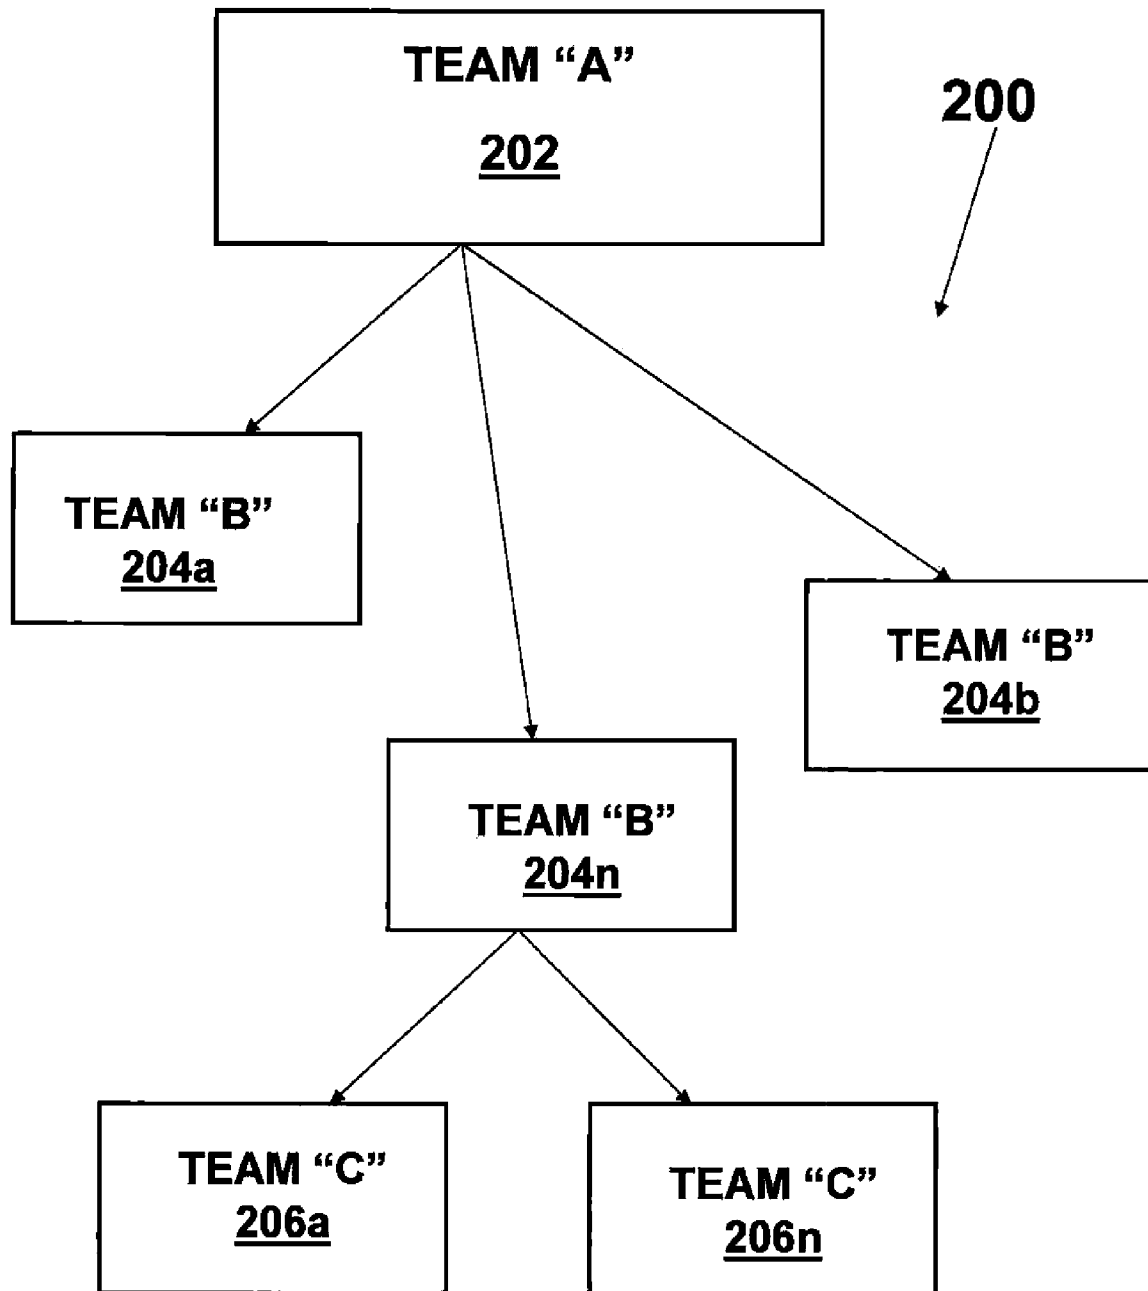 TEAM “A”
202
200
TEAM “B”
204a
TEAM “B”
204b
TEAM “B”
204n
TEAM “C”
206a
TEAM “C”
206n